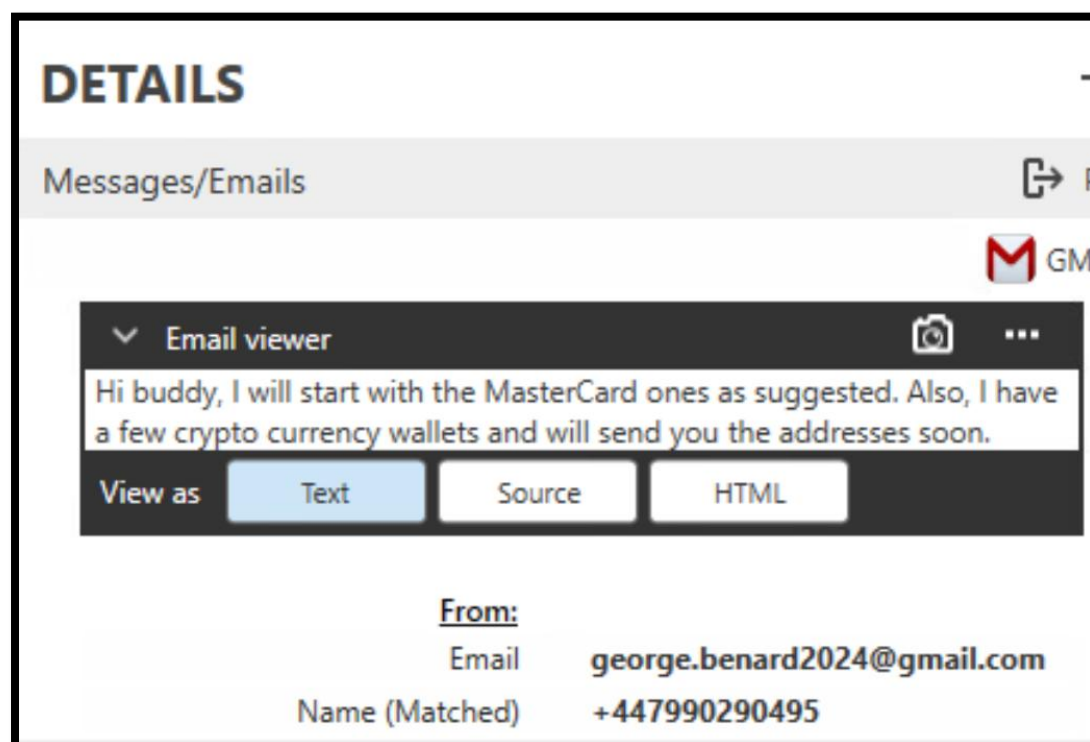 DETAILS
Messages/Emails
GM
Email viewer
Hi buddy, I will start with the MasterCard ones as suggested. Also, I have
a few crypto currency wallets and will send you the addresses soon.
View as Text Source HTML
From:
Email george.benard2024@gmail.com
Name (Matched) +447990290495